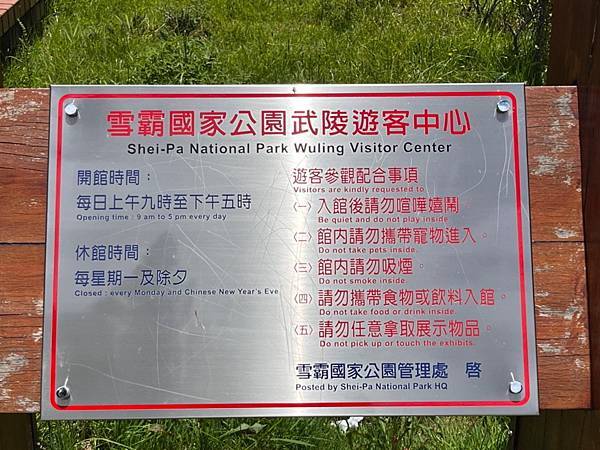 雪霸國家公園武陵遊客中心
Shei-Pa National Park Wuling Visitor Center
開館時間：
每日上午九時至下午五時
Opening time : 9 am to 5 pm every day
休館時間：
每星期一及除夕
Closed : every Monday and Chinese New Year's Eve
遊客參觀配合事項
Visitors are kindly requested to
㈠入館後請勿喧嘩嬉鬧。
Be quiet and do not play inside
㈡館內請勿攜帶寵物進入。
Do not take pets inside.
㈢館內請勿吸煙。
Do not smoke inside.
㈣請勿攜帶食物或飲料入館。
Do not take food or drink inside.
㈤請勿任意拿取展示物品。
Do not pick up or touch the exhibits.
雪霸國家公園管理處 啓
Posted by Shei-Pa National Park HQ